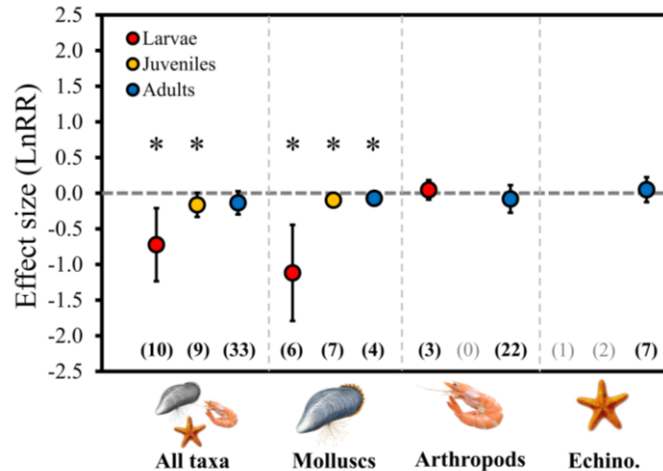 2.5
2.0
1.5
1.0
0.5
0.0
-0.5
-1.0
-1.5
-2.0
-2.5
Effect size (LnRR)
Larvae
Juveniles
Adults
* * * * *
(10) (9) (33) (6) (7) (4) (3) (0) (22) (1) (2) (7)
All taxa Molluscs Arthropods Echino.